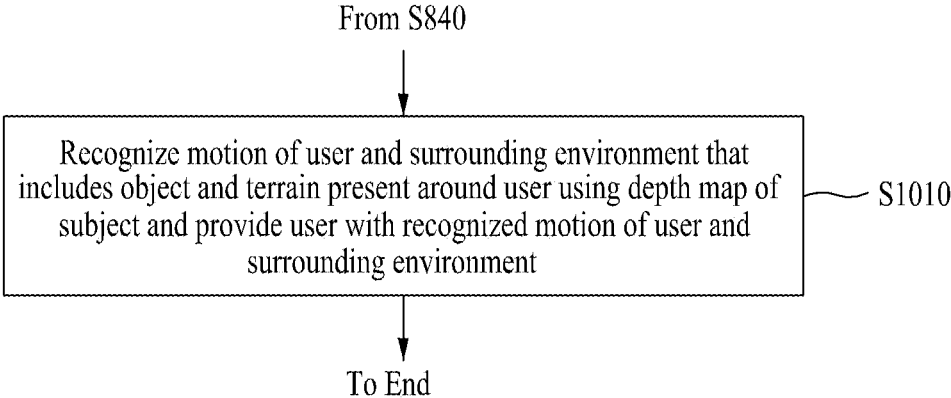 From S840
Recognize motion of user and surrounding environment that
includes object and terrain present around user using depth map of
subject and provide user with recognized motion of user and
surrounding environment
S1010
To End